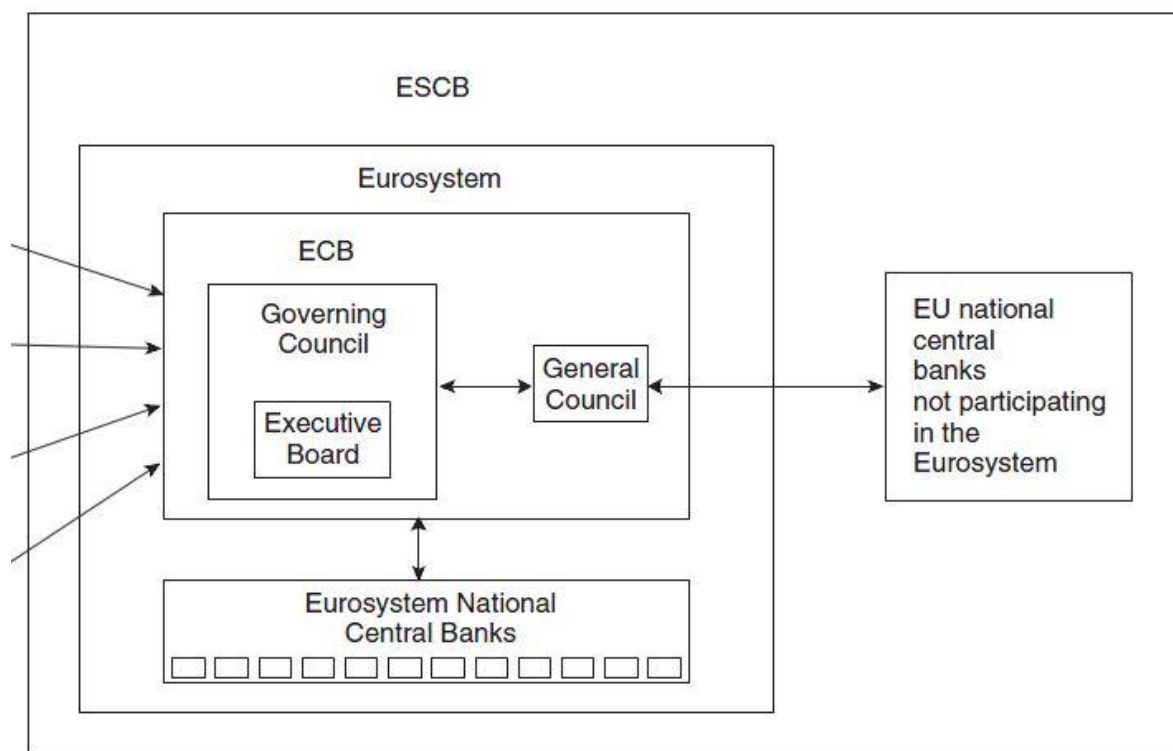 ESCB
Eurosystem
ECB
Governing
Council
Executive
Board
General
Council
EU national
central
banks
not participating
in the
Eurosystem
Eurosystem National
Central Banks